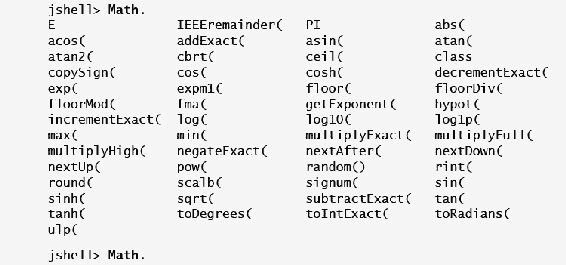 jshell> Math.
E IEEEremainder( PI abs(
acos( addExact( asin( atan(
atan2( cbrt( ceil( class
copySign( cos( cosh( decrementExact(
exp( expm1( floor( floorDiv(
floorMod( fma( getExponent( hypot(
incrementExact( log( log10( log1p(
max( min( multiplyExact( multiplyFull(
multiplyHigh( negateExact( nextAfter( nextDown(
nextUp( pow( random() rint(
round( scalb( signum( sin(
sinh( sqrt( subtractExact( tan(
tanh( toDegrees( toIntExact( toRadians(
ulp(
jshell> Math.